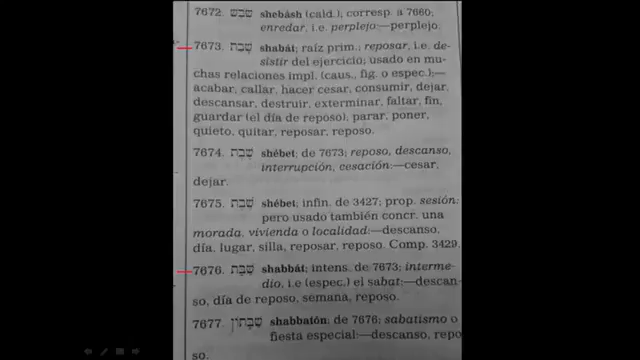 7672. שְׁבַשׁ shebásh (cald.); corresp. a 7660;
enredar, i.e. perplejo:—perplejo.
7673. שָׁבַת shabát; raíz prim.; reposar, i.e. de-
sistir del ejercicio; usado en mu-
chas relaciones impl. (caus., fig. o espec.);—
acabar, callar, hacer cesar, consumir, dejar,
descansar, destruir, exterminar, faltar, fin,
guardar (el día de reposo), parar, poner,
quieto, quitar, reposar, reposo.
7674. שֶׁבֶת shébet; de 7673; reposo, descanso,
interrupción, cesación:—cesar,
dejar.
7675. שֶׁבֶת shébet; infin. de 3427; prop. sesión;
pero usado también concr. una
morada, vivienda o localidad:—descanso,
día, lugar, silla, reposar, reposo. Comp. 3429.
7676. שַׁבָּת shabbát; intens. de 7673; interme-
dio, i.e (espec.) el sabat:—descan-
so, día de reposo, semana, reposo.
7677 שַׁבָּתוֹן shabbatón; de 7676; sabatismo o
fiesta especial:—descanso, repo
so.